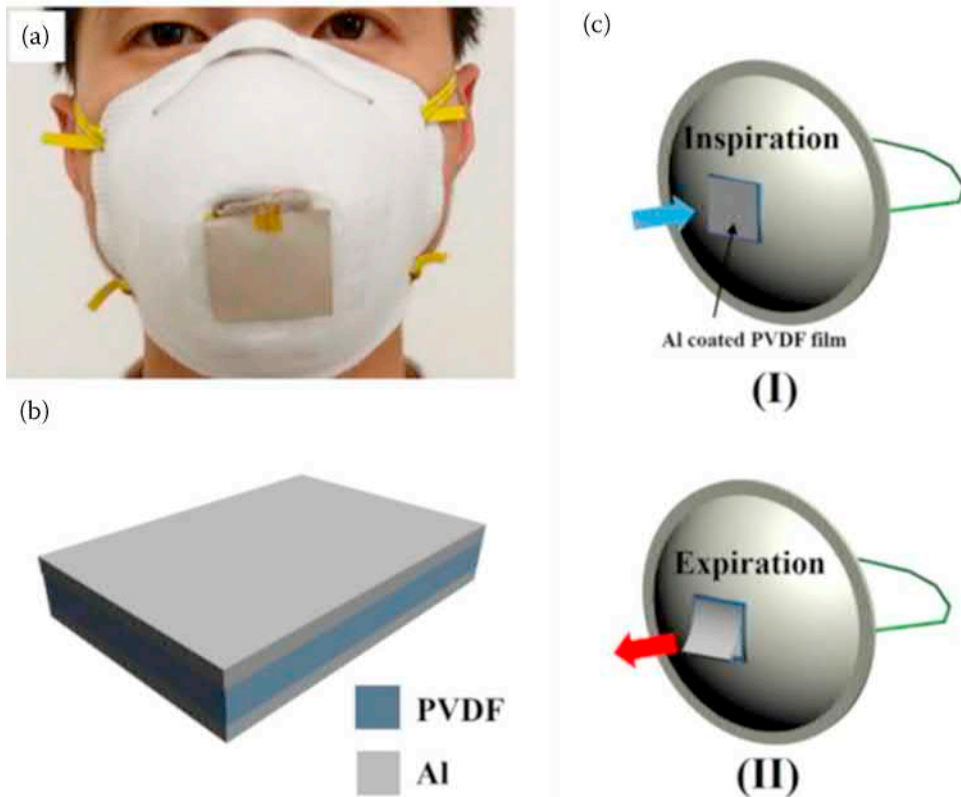 (a)
(b)
PVDF
Al
(c)
Inspiration
Al coated PVDF film
(I)
Expiration
(II)